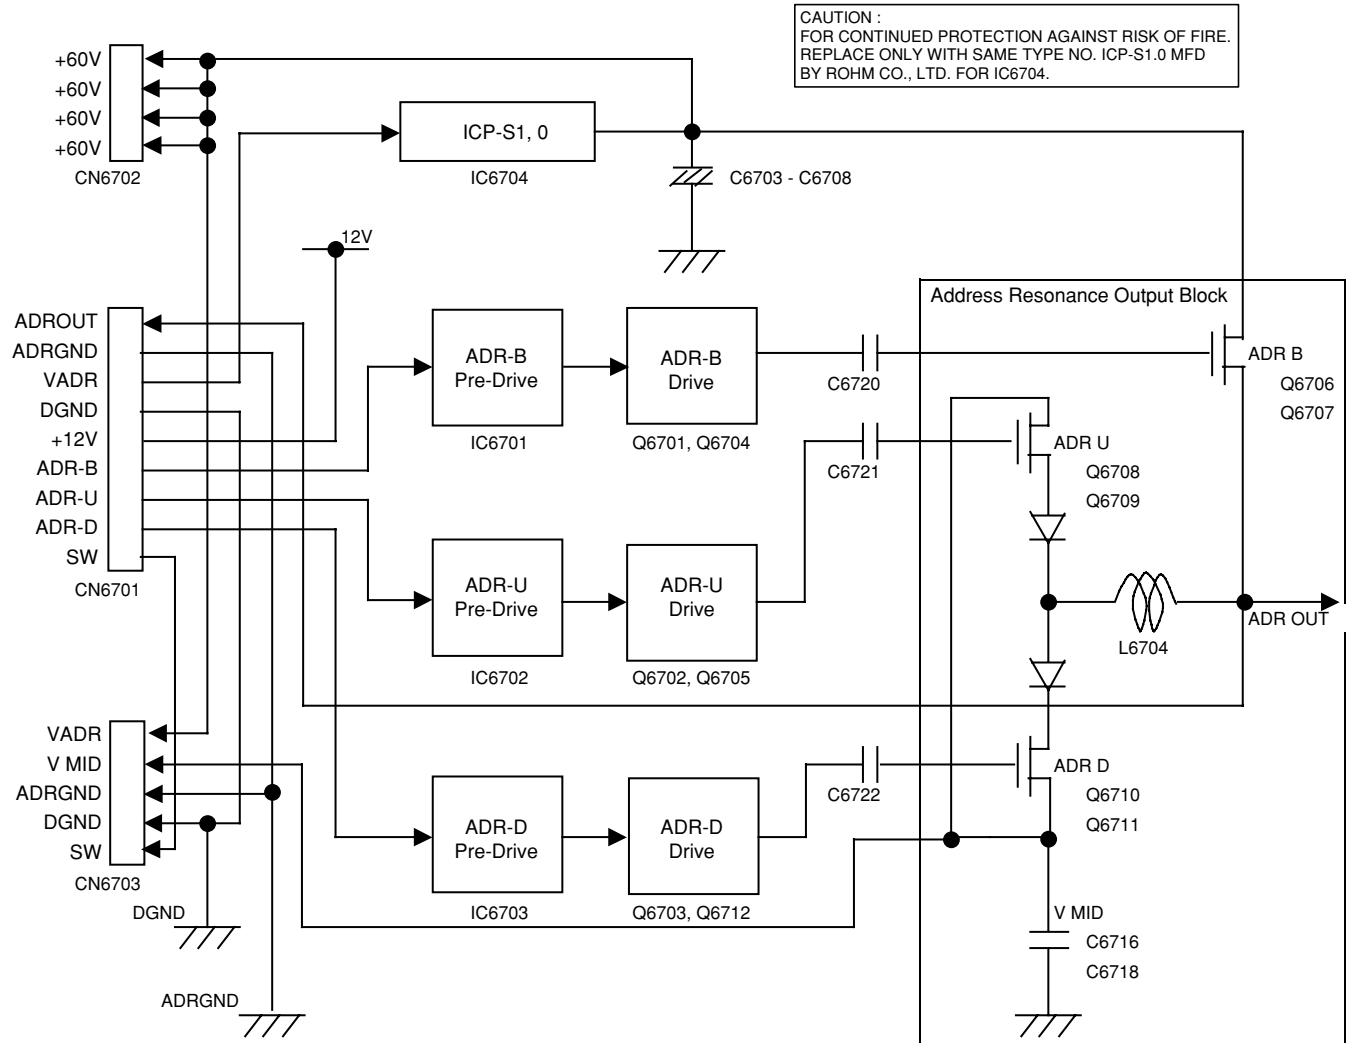 CAUTION :
FOR CONTINUED PROTECTION AGAINST RISK OF FIRE.
REPLACE ONLY WITH SAME TYPE NO. ICP-S1.0 MFD
BY ROHM CO., LTD. FOR IC6704.
+60V
+60V
+60V
+60V
CN6702
ICP-S1, 0
IC6704
C6703 - C6708
12V
Address Resonance Output Block
ADROUT
ADRGND
VADR
DGND
+12V
ADR-B
ADR-U
ADR-D
SW
CN6701
ADR-B
Pre-Drive
IC6701
ADR-B
Drive
Q6701, Q6704
C6720
ADR B
Q6706
Q6707
C6721
ADR U
Q6708
Q6709
ADR-U
Pre-Drive
IC6702
ADR-U
Drive
Q6702, Q6705
L6704
ADR OUT
VADR
V MID
ADRGND
DGND
SW
CN6703
ADR-D
Pre-Drive
IC6703
ADR-D
Drive
Q6703, Q6712
C6722
ADR D
Q6710
Q6711
DGND
V MID
C6716
C6718
ADRGND